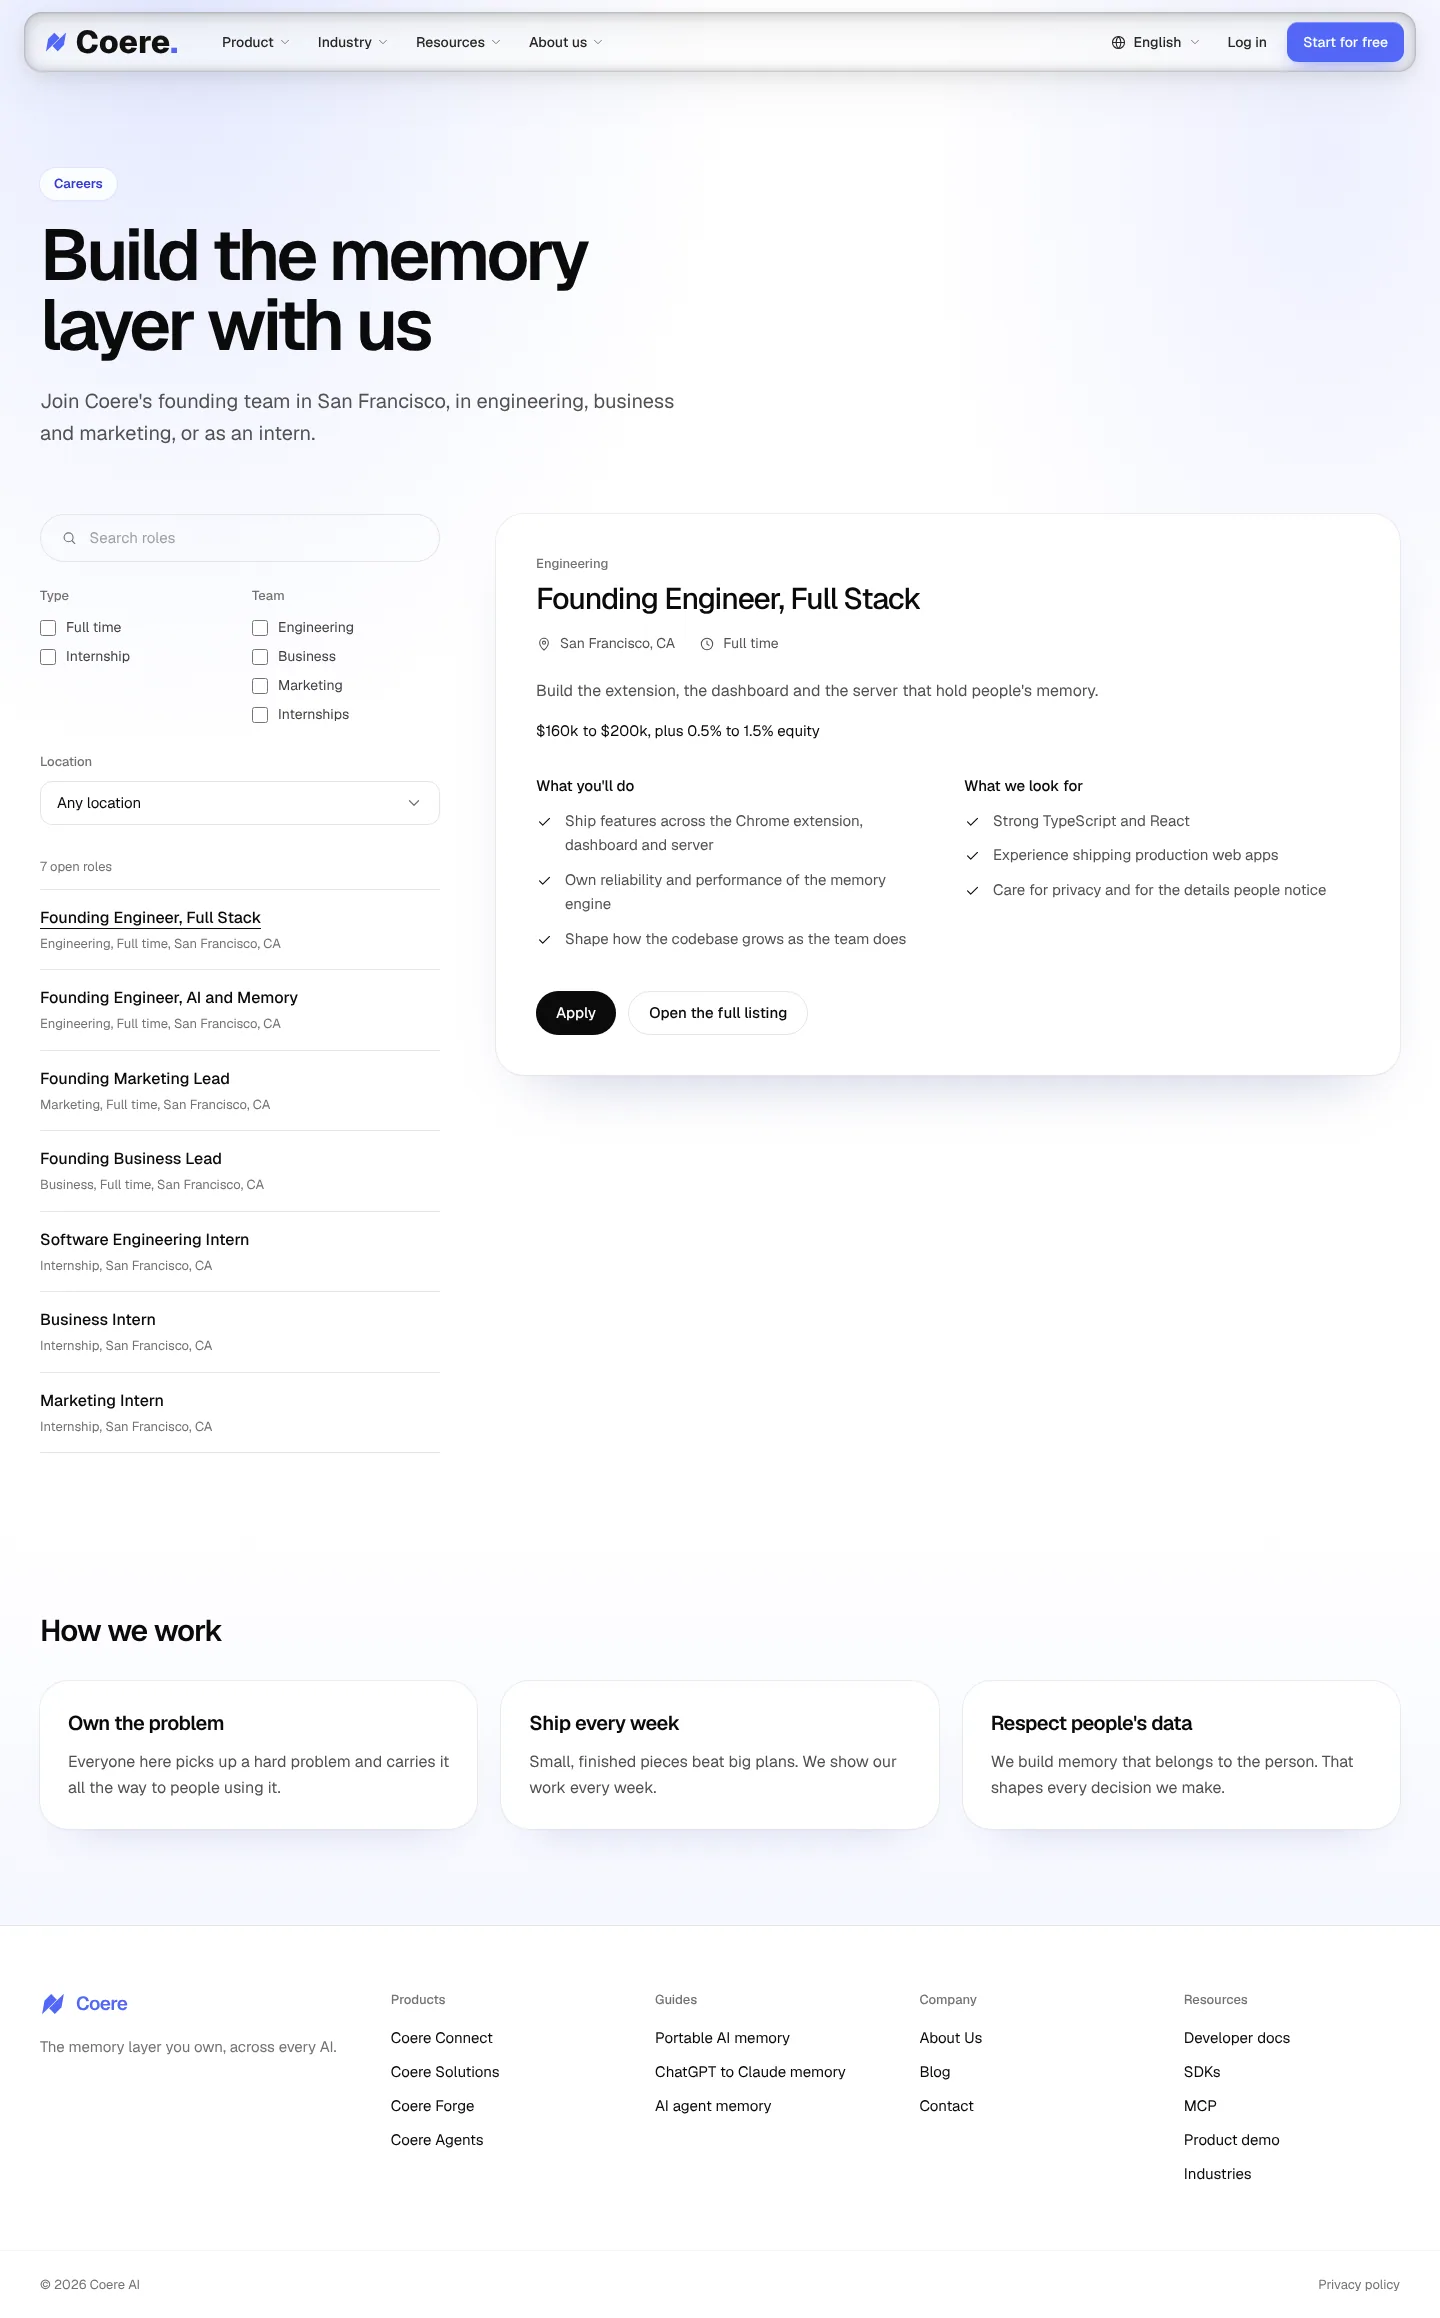 Coere.
Product
Industry
Resources
About us
English
Log in
Start for free
Careers
Build the memory
layer with us
Join Coere's founding team in San Francisco, in engineering, business
and marketing, or as an intern.
Search roles
Type
Full time
Internship
Team
Engineering
Business
Marketing
Internships
Location
Any location
7 open roles
Founding Engineer, Full Stack
Engineering, Full time, San Francisco, CA
Founding Engineer, AI and Memory
Engineering, Full time, San Francisco, CA
Founding Marketing Lead
Marketing, Full time, San Francisco, CA
Founding Business Lead
Business, Full time, San Francisco, CA
Software Engineering Intern
Internship, San Francisco, CA
Business Intern
Internship, San Francisco, CA
Marketing Intern
Internship, San Francisco, CA
Engineering
Founding Engineer, Full Stack
San Francisco, CA
Full time
Build the extension, the dashboard and the server that hold people's memory.
$160k to $200k, plus 0.5% to 1.5% equity
What you'll do
Ship features across the Chrome extension,
dashboard and server
Own reliability and performance of the memory
engine
Shape how the codebase grows as the team does
What we look for
Strong TypeScript and React
Experience shipping production web apps
Care for privacy and for the details people notice
Apply
Open the full listing
How we work
Own the problem
Everyone here picks up a hard problem and carries it
all the way to people using it.
Ship every week
Small, finished pieces beat big plans. We show our
work every week.
Respect people's data
We build memory that belongs to the person. That
shapes every decision we make.
Coere
The memory layer you own, across every AI.
Products
Coere Connect
Coere Solutions
Coere Forge
Coere Agents
Guides
Portable AI memory
ChatGPT to Claude memory
AI agent memory
Company
About Us
Blog
Contact
Resources
Developer docs
SDKs
MCP
Product demo
Industries
© 2026 Coere AI
Privacy policy